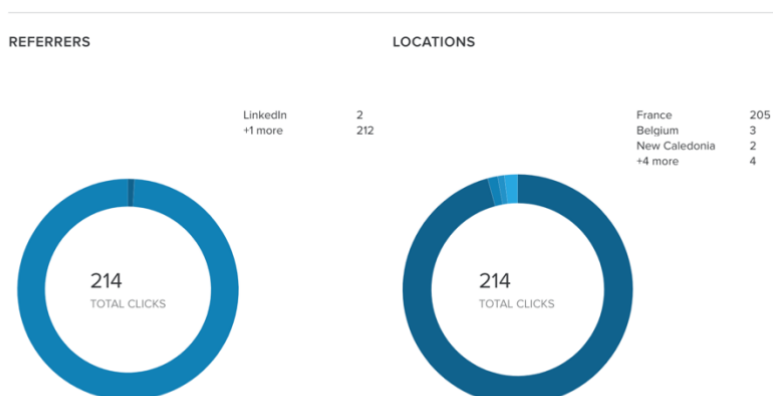 REFERRERS
LinkedIn 2
+1 more 212
214
TOTAL CLICKS
LOCATIONS
France 205
Belgium 3
New Caledonia 2
+4 more 4
214
TOTAL CLICKS